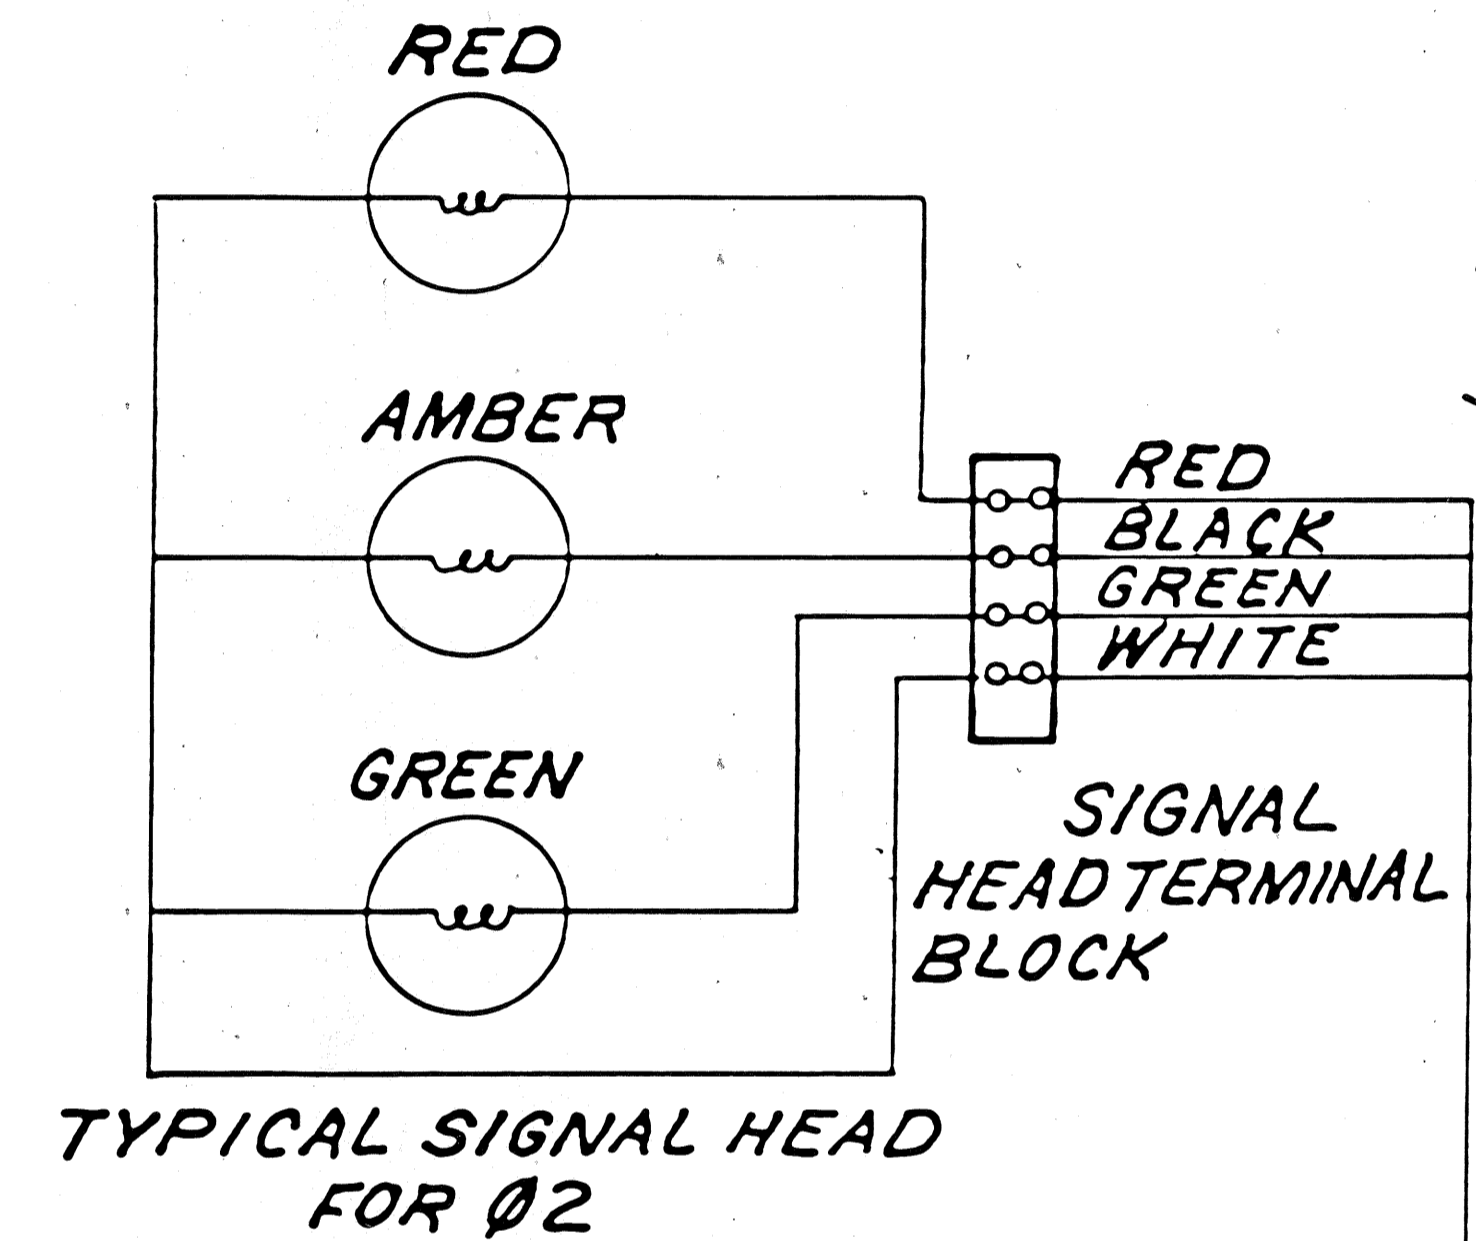 RED
AMBER
GREEN
RED
BLACK
GREEN
WHITE
SIGNAL
HEAD TERMINAL
BLOCK
TYPICAL SIGNAL HEAD
FOR Ø2